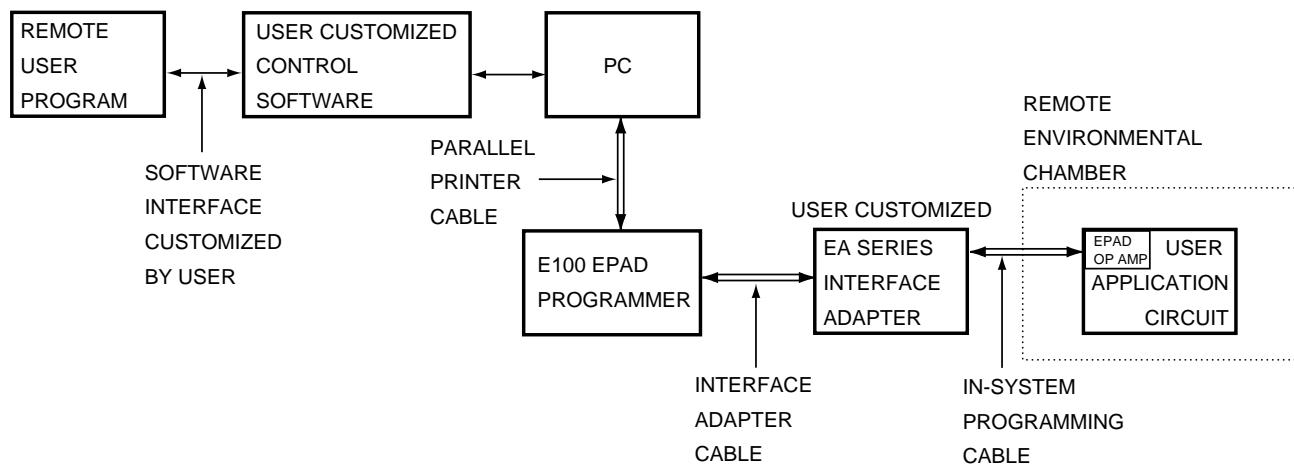 REMOTE
USER
PROGRAM
USER CUSTOMIZED
CONTROL
SOFTWARE
PC
SOFTWARE
INTERFACE
CUSTOMIZED
BY USER
PARALLEL
PRINTER
CABLE
REMOTE
ENVIRONMENTAL
CHAMBER
E100 EPAD
PROGRAMMER
USER CUSTOMIZED
EA SERIES
INTERFACE
ADAPTER
EPAD
OP AMP
USER
APPLICATION
CIRCUIT
INTERFACE
ADAPTER
CABLE
IN-SYSTEM
PROGRAMMING
CABLE